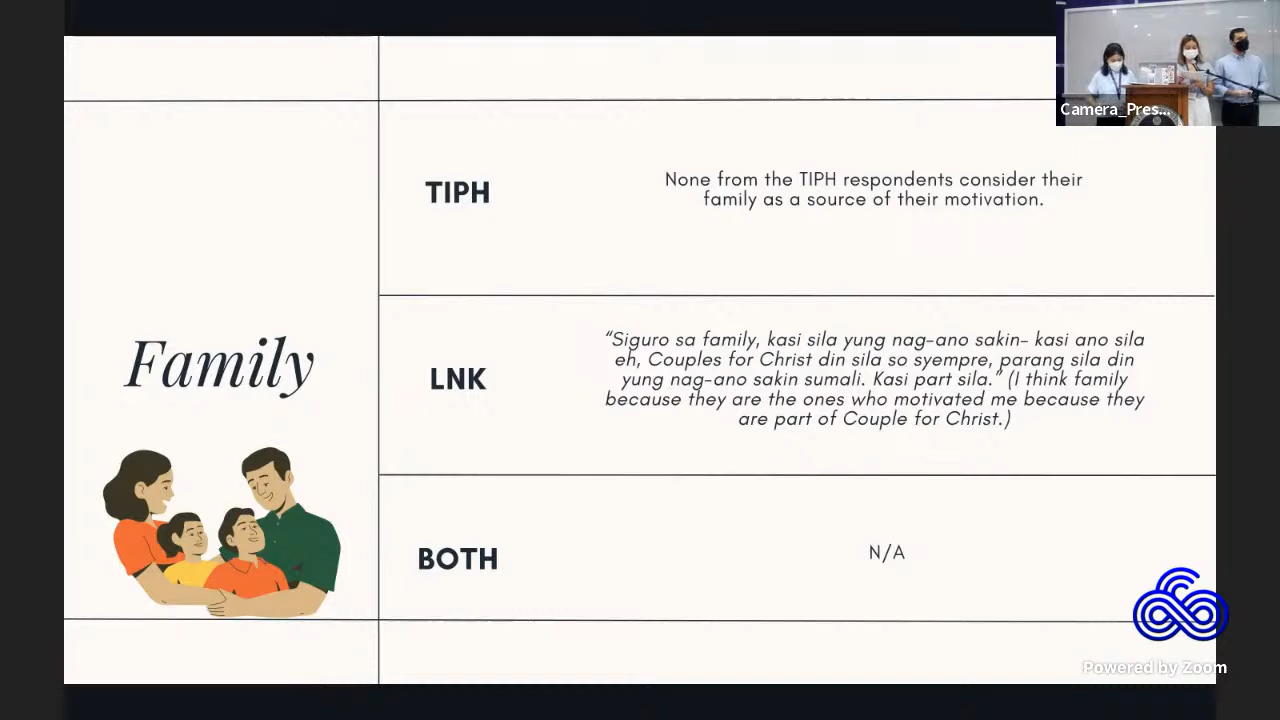 Camera_Pres...
TIPH
None from the TIPH respondents consider their
family as a source of their motivation.
Family
LNK
“Siguro sa family, kasi sila yung nag-ano sakin- kasi ano sila
eh, Couples for Christ din sila so syempre, parang sila din
yung nag-ano sakin sumali. Kasi part sila.” (I think family
because they are the ones who motivated me because they
are part of Couple for Christ.)
BOTH
N/A
Powered by Zoom